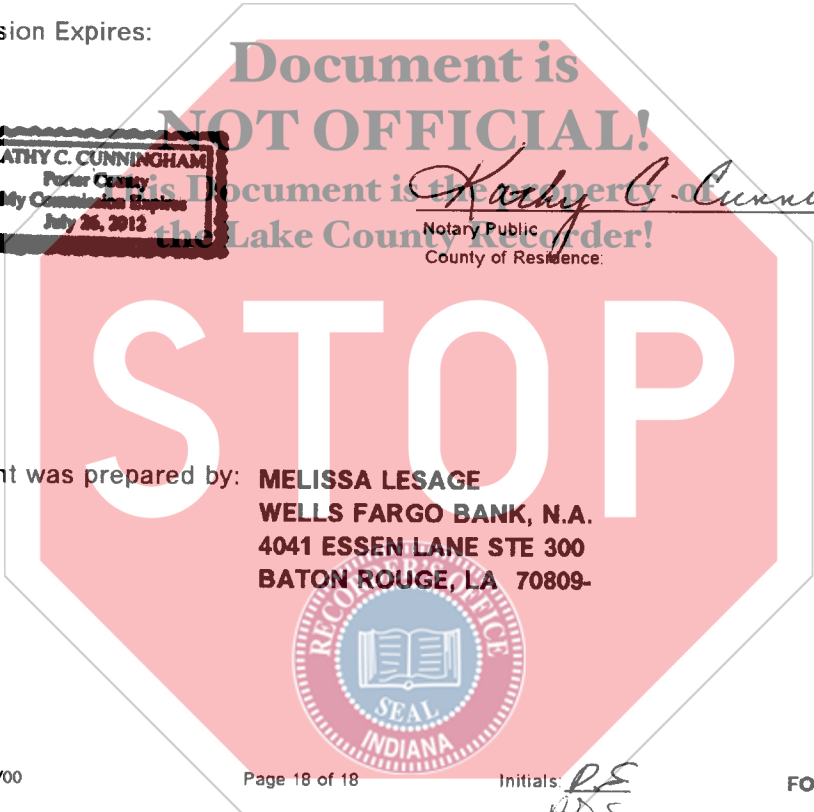 sion Expires:
Document is
NOT OFFICIAL!
This Document is the property of
the Lake County Recorder!
ATHY C. CUNNINGHAM
Porter County
My Commission Expires
July 26, 2012
Kathy C. Cunni
Notary Public
County of Residence:
STOP
nt was prepared by: MELISSA LESAGE
WELLS FARGO BANK, N.A.
4041 ESSEN LANE STE 300
BATON ROUGE, LA 70809-
RECORDER'S OFFICE
SEAL
INDIANA
/00 Page 18 of 18 Initials: DS FO